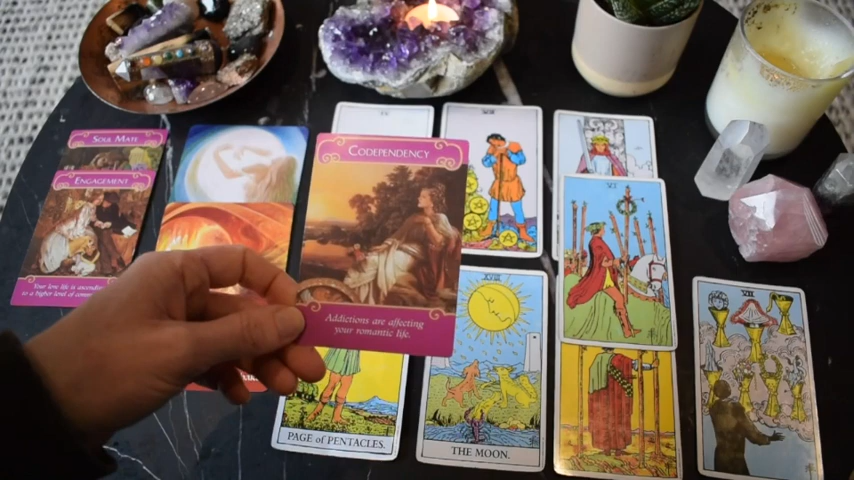 SOUL MATE
ENGAGEMENT
Your love life is
to a higher level of
CODEPENDENCY
Addictions are affecting
your romantic life.
VII
VI
XVIII
VII
PAGE of PENTACLES.
THE MOON.